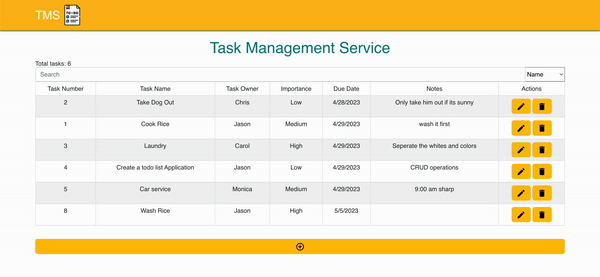 TMS
Task Management Service
Total tasks: 6
Search Name
Task Number Task Name Task Owner Importance Due Date Notes Actions
2 Take Dog Out Chris Low 4/28/2023 Only take him out if its sunny
1 Cook Rice Jason Medium 4/29/2023 wash it first
3 Laundry Carol High 4/29/2023 Seperate the whites and colors
4 Create a todo list Application Jason Low 4/29/2023 CRUD operations
5 Car service Monica Medium 4/29/2023 9:00 am sharp
8 Wash Rice Jason High 5/5/2023